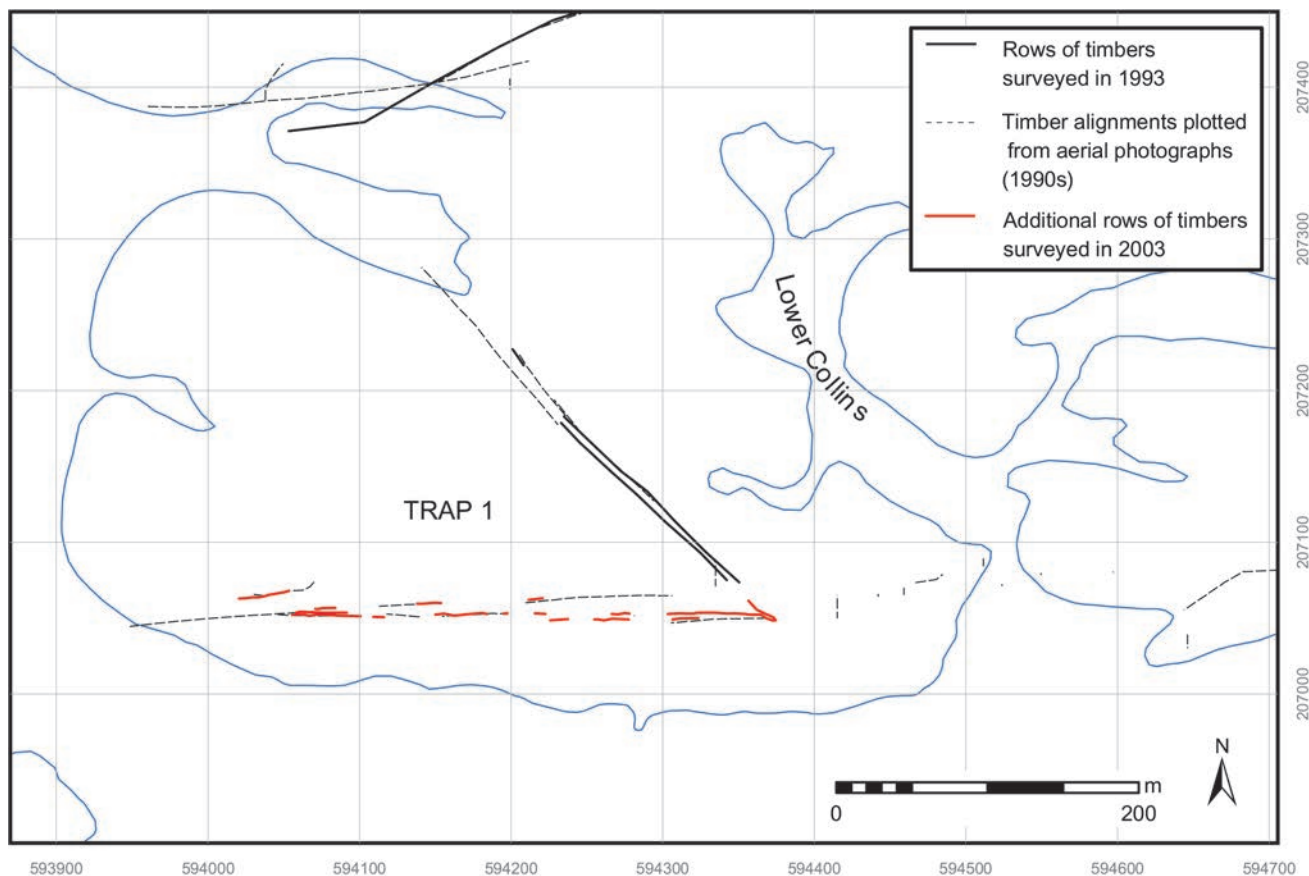 Rows of timbers
surveyed in 1993
Timber alignments plotted
from aerial photographs
(1990s)
Additional rows of timbers
surveyed in 2003
Lower Collins
TRAP 1
N
m
0 200
207400
207300
207200
207100
207000
593900 594000 594100 594200 594300 594400 594500 594600 594700